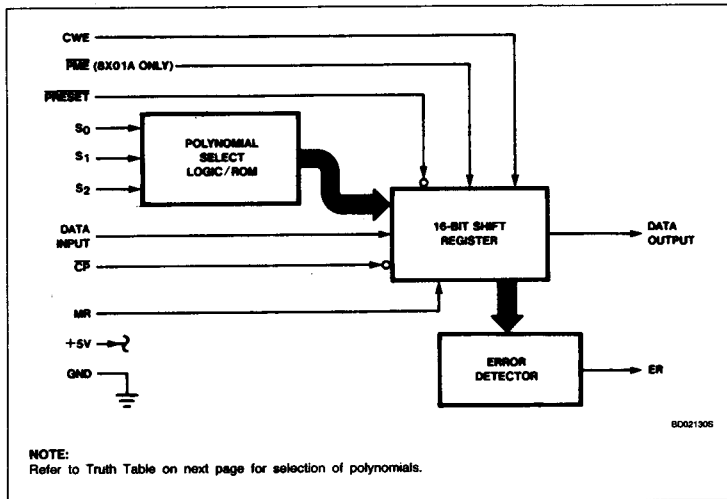 CWE
PME (8X01A ONLY)
PRESET
S0
S1
S2
POLYNOMIAL
SELECT
LOGIC/ROM
DATA
INPUT
CP
16-BIT SHIFT
REGISTER
DATA
OUTPUT
MR
+5V
GND
ERROR
DETECTOR
ER
BD02130S
NOTE:
Refer to Truth Table on next page for selection of polynomials.